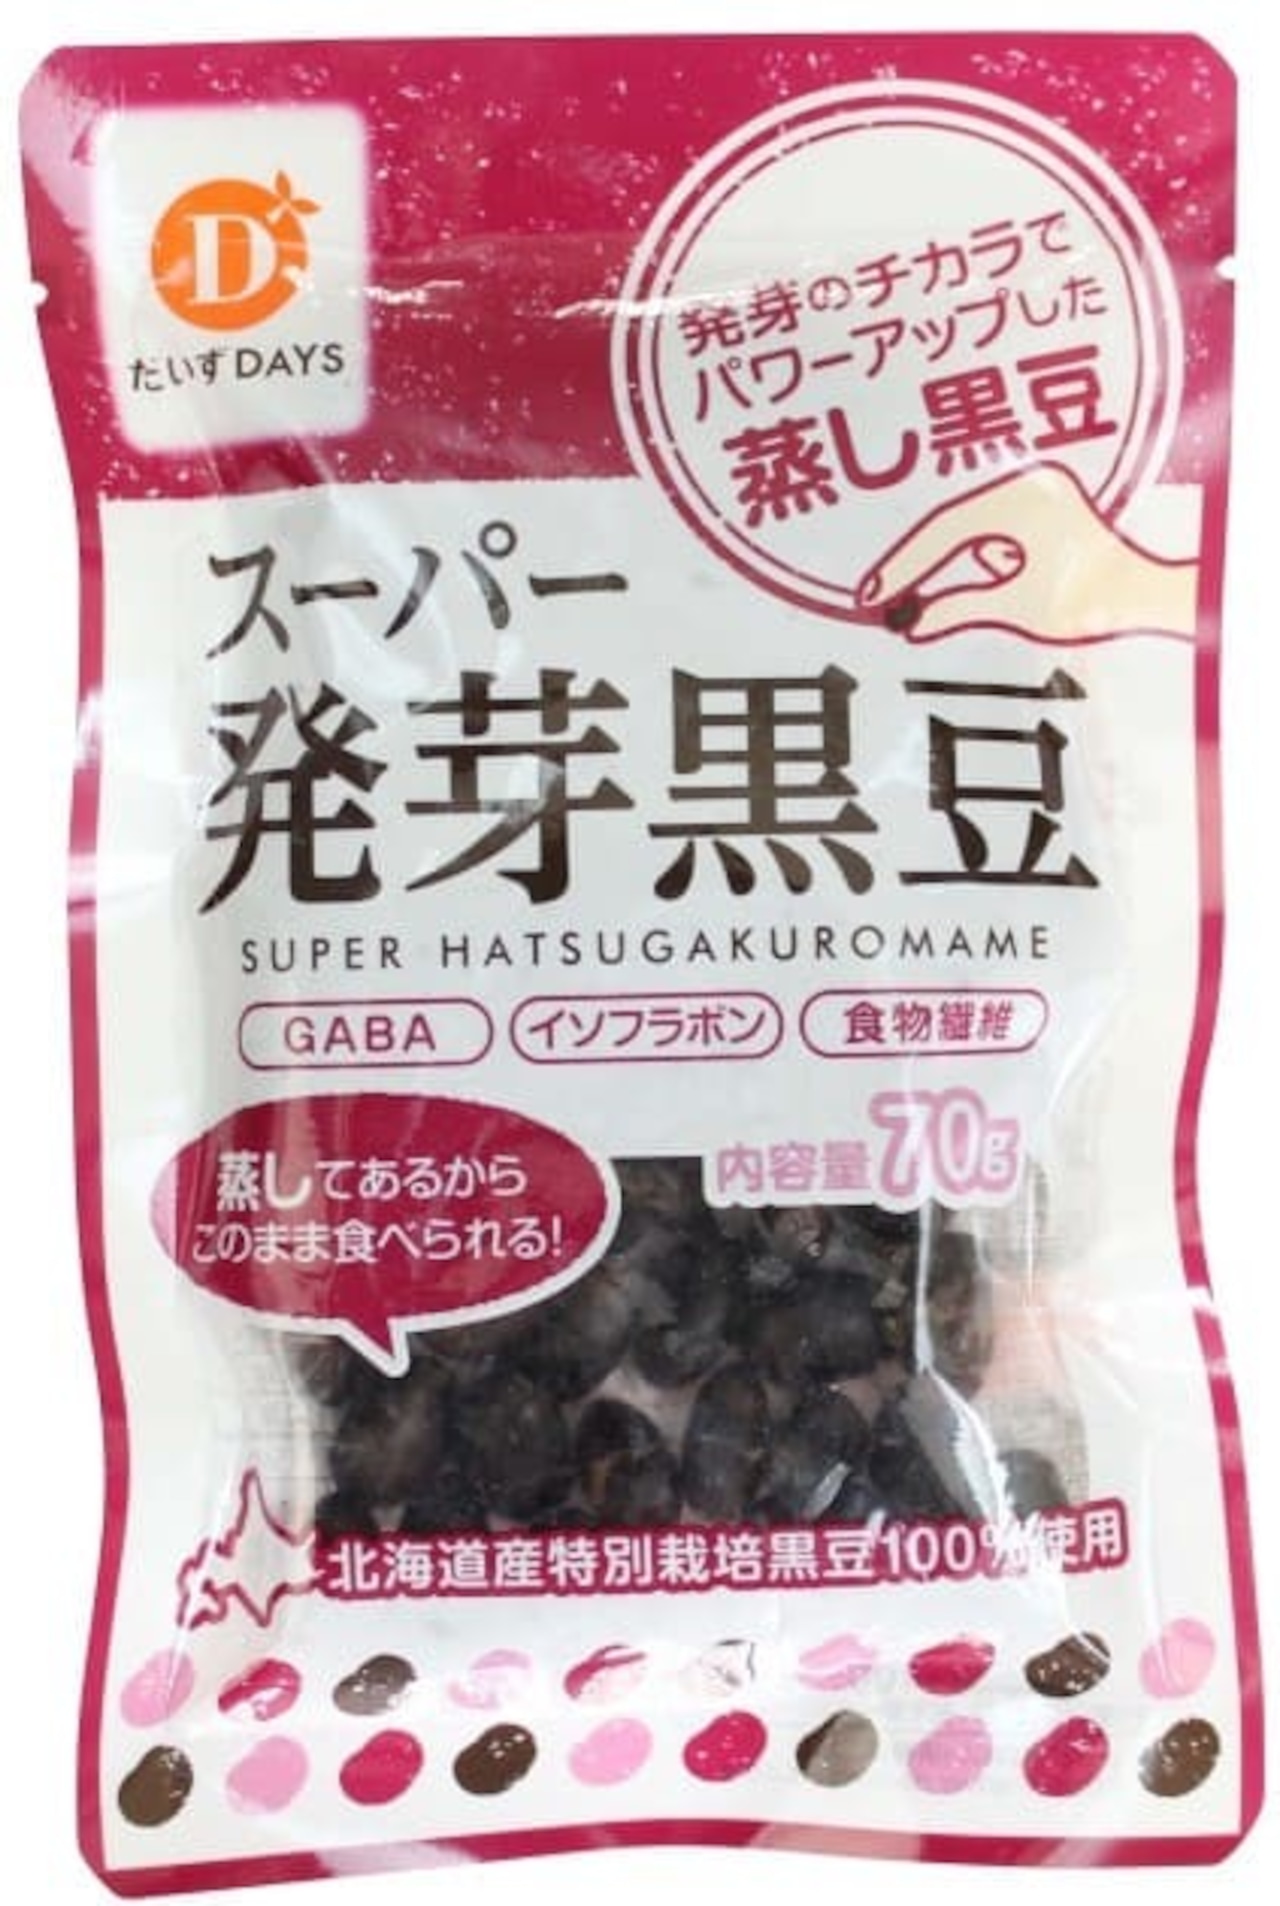 D
だいずDAYS
発芽のチカラで
パワーアップした
蒸し黒豆
スーパー
発芽黒豆
SUPER HATSUGAKUROMAME
GABA イソフラボン 食物繊維
内容量70g
蒸してあるから
このまま食べられる!
北海道産特別栽培黒豆100%使用